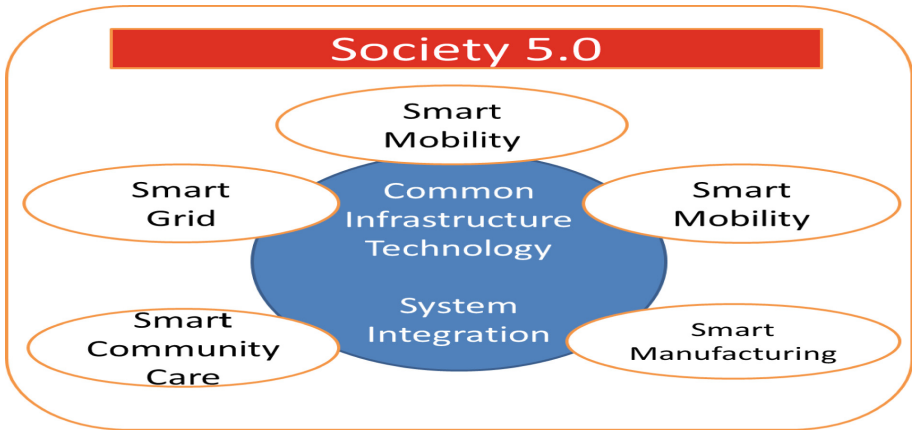 Society 5.0
Smart
Mobility
Smart
Grid
Common
Infrastructure
Technology
Smart
Mobility
System
Integration
Smart
Community
Care
Smart
Manufacturing